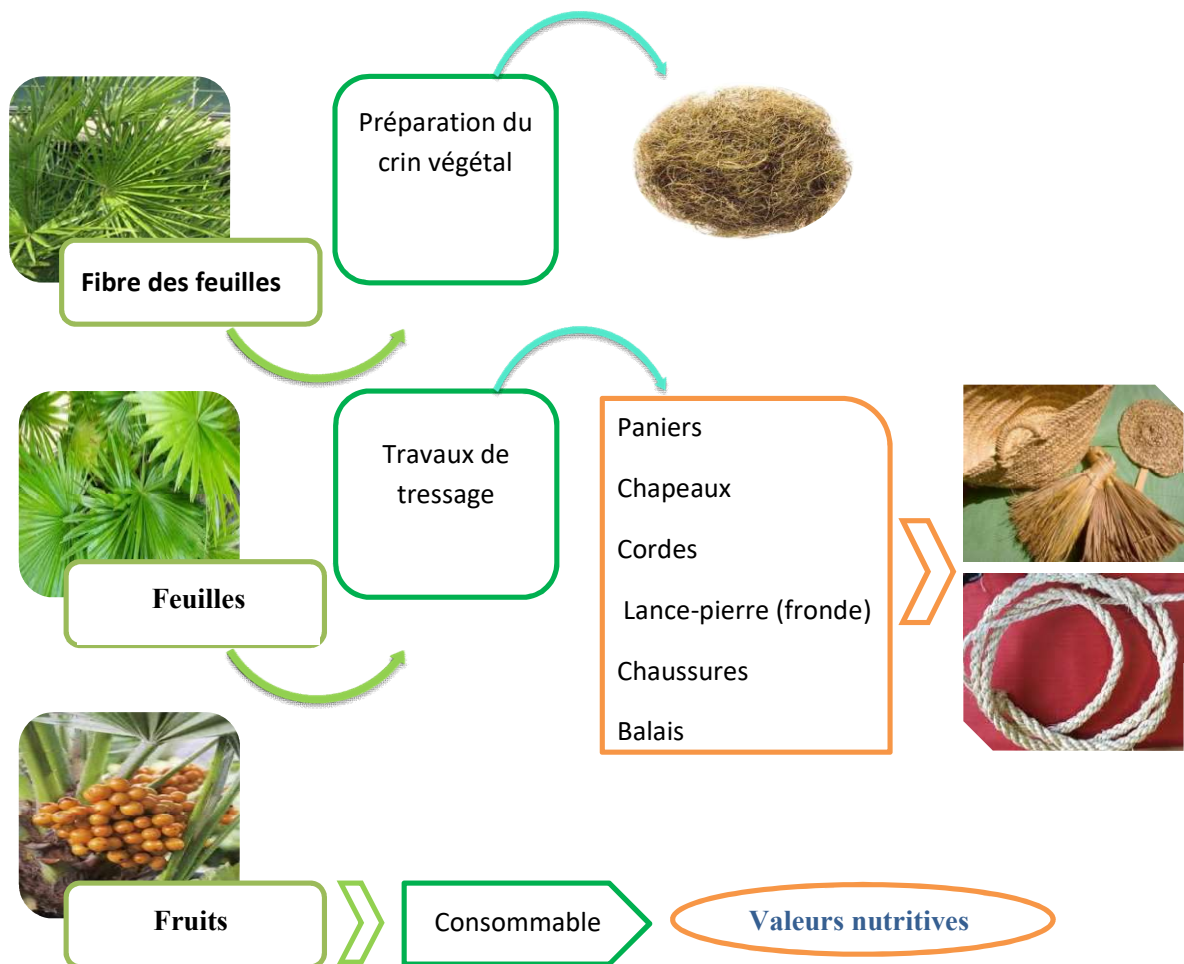 Préparation du
crin végétal
Fibre des feuilles
Travaux de
tressage
Feuilles
Paniers
Chapeaux
Cordes
Lance-pierre (fronde)
Chaussures
Balais
Fruits
Consommable
Valeurs nutritives